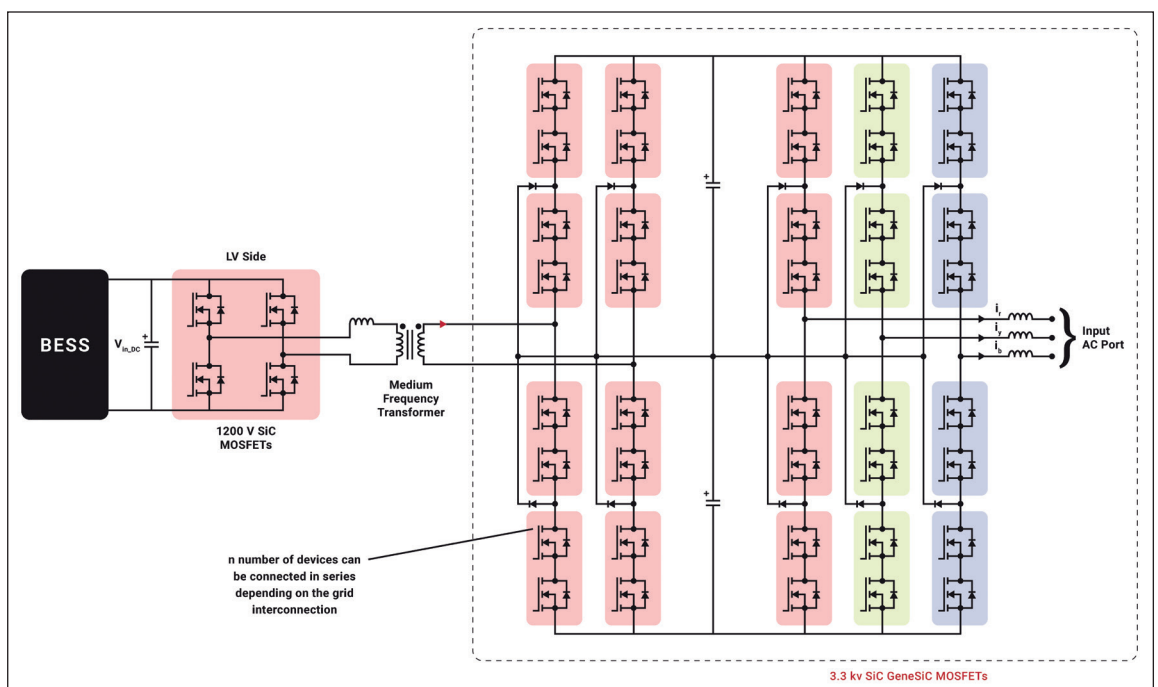 LV Side
BESS
+
V in_DC
1200 V SiC
MOSFETs
Medium
Frequency
Transformer
+
+
n number of devices can
be connected in series
depending on the grid
interconnection
i r
i y
i b
Input
AC Port
3.3 kv SiC GeneSiC MOSFETs